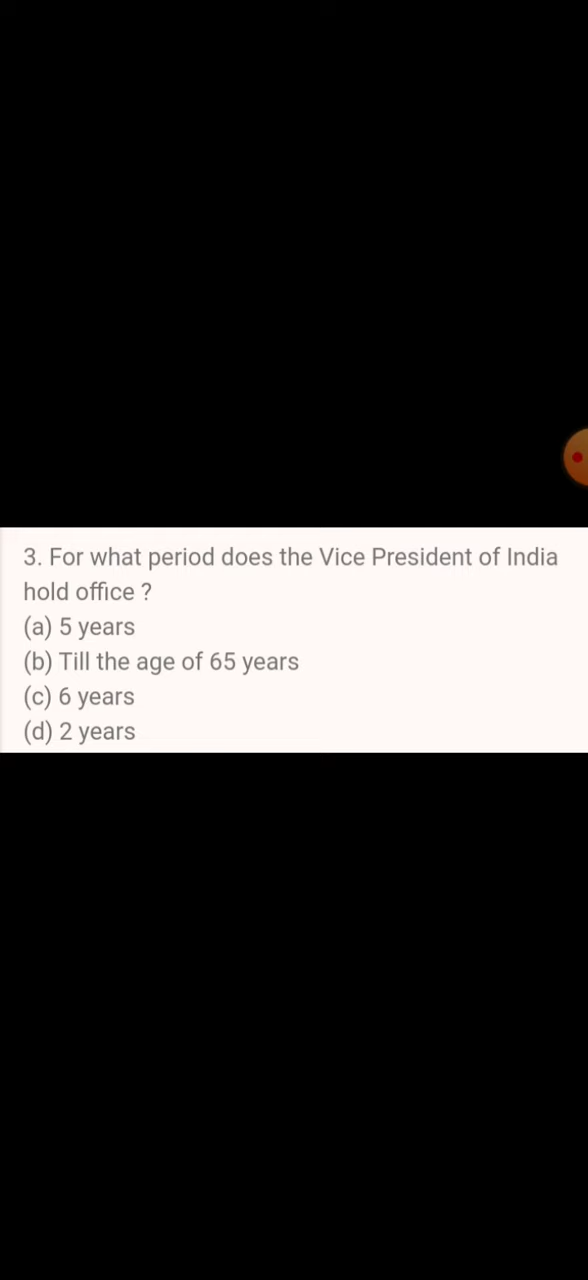 3. For what period does the Vice President of India
hold office ?
(a) 5 years
(b) Till the age of 65 years
(c) 6 years
(d) 2 years